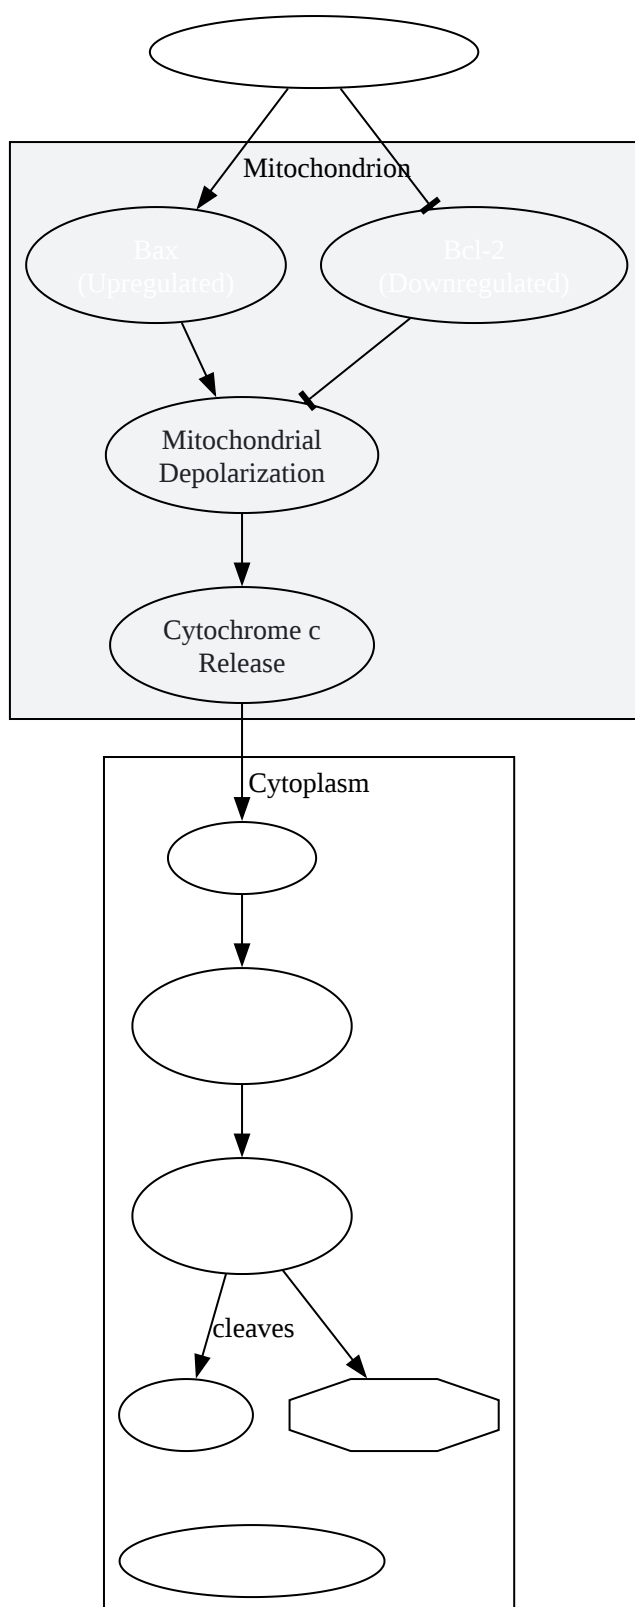 Mitochondrion
Bax
(Upregulated)
Bcl-2
(Downregulated)
Mitochondrial
Depolarization
Cytochrome c
Release
Cytoplasm
cleaves